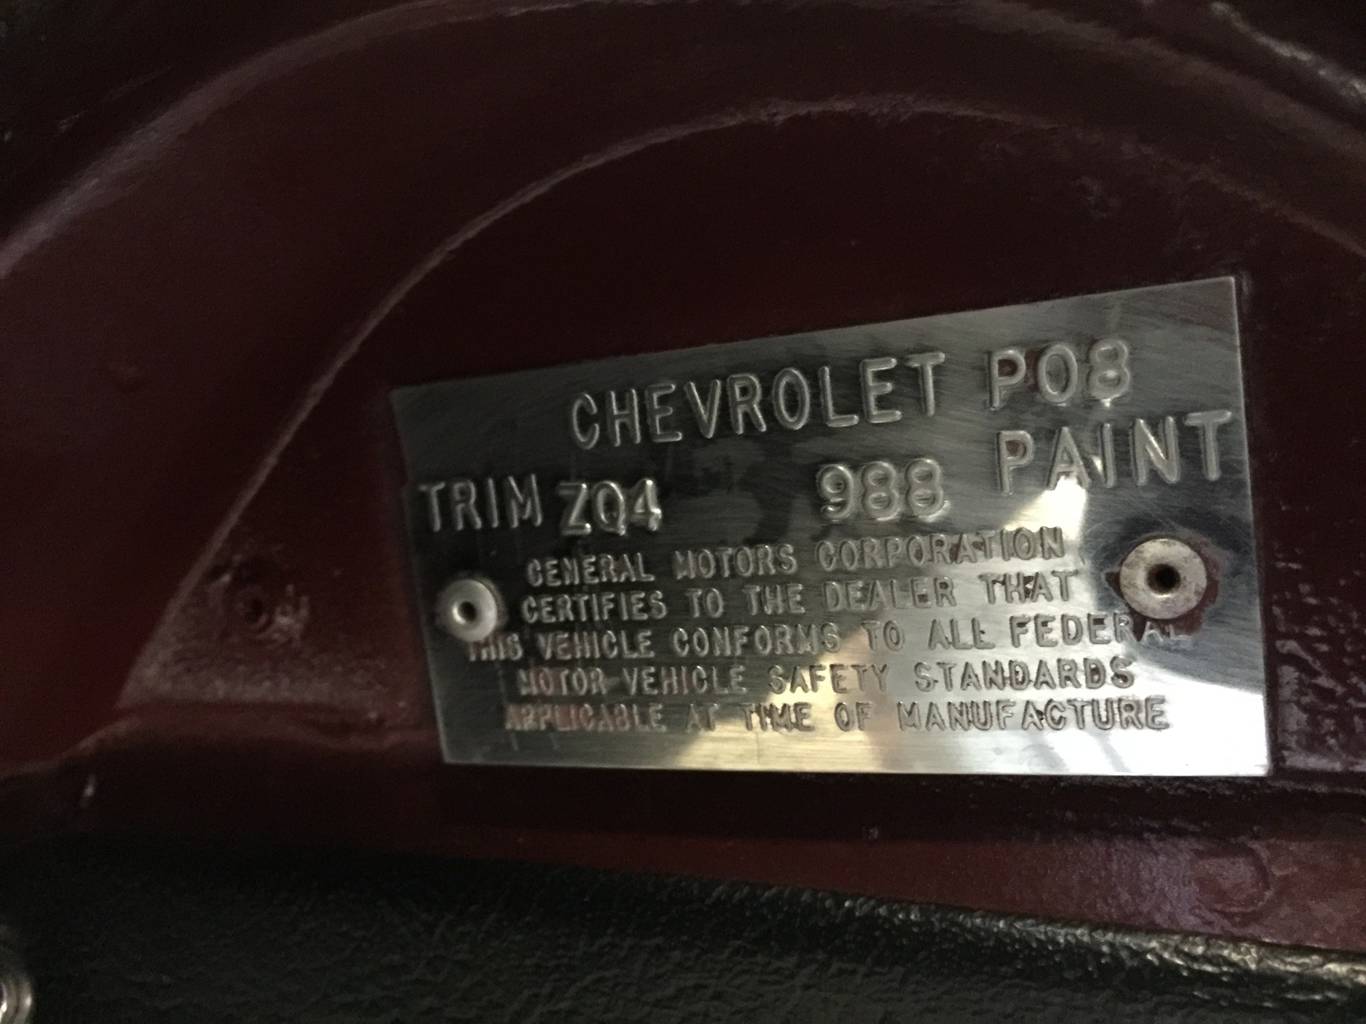 CHEVROLET PO8
TRIM ZQ4 988 PAINT
GENERAL MOTORS CORPORATION
CERTIFIES TO THE DEALER THAT
THIS VEHICLE CONFORMS TO ALL FEDERAL
MOTOR VEHICLE SAFETY STANDARDS
APPLICABLE AT TIME OF MANUFACTURE